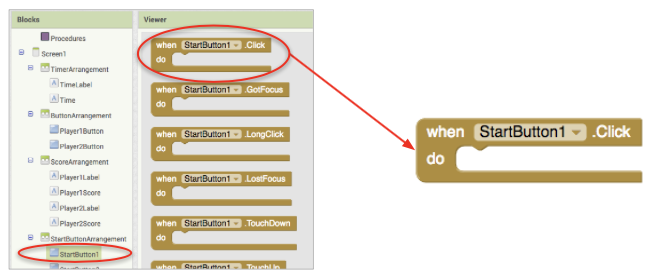 Blocks
Viewer
Procedures
Screen1
TimerArrangement
TimeLabel
Time
ButtonArrangement
Player1Button
Player2Button
ScoreArrangement
Player1Label
Player1Score
Player2Label
Player2Score
StartButtonArrangement
StartButton1
when StartButton1 .Click
do
when StartButton1 .GotFocus
do
when StartButton1 .LongClick
do
when StartButton1 .LostFocus
do
when StartButton1 .TouchDown
do
when StartButton1 .TouchUp
when StartButton1 .Click
do